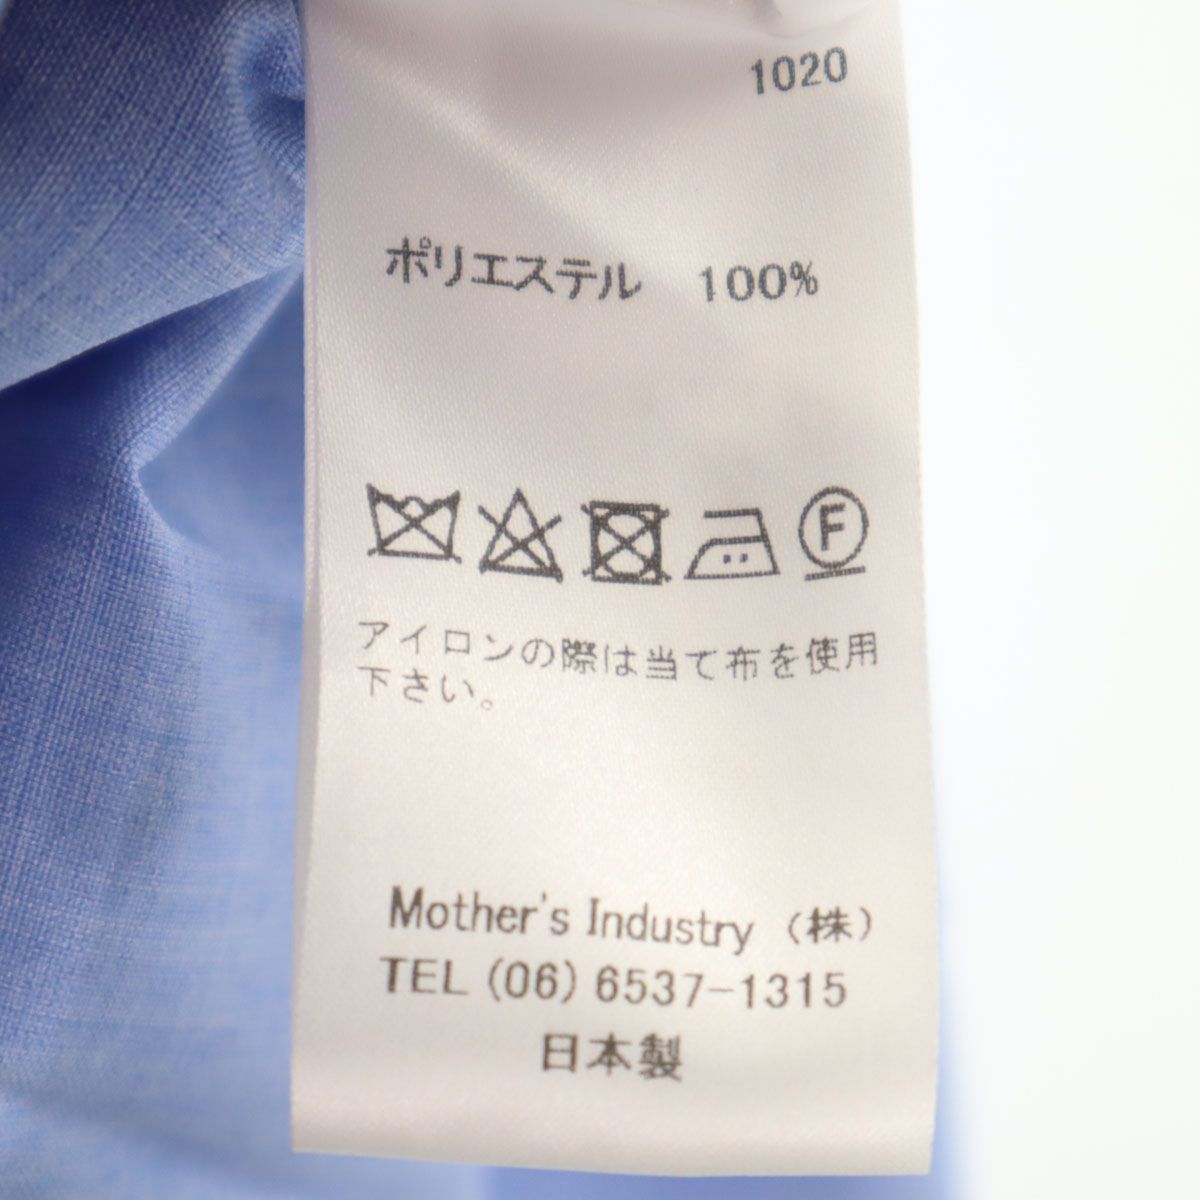 1020
ポリエステル 100%
F
アイロンの際は当て布を使用
下さい。
Mother's Industry (株)
TEL (06) 6537-1315
日本製